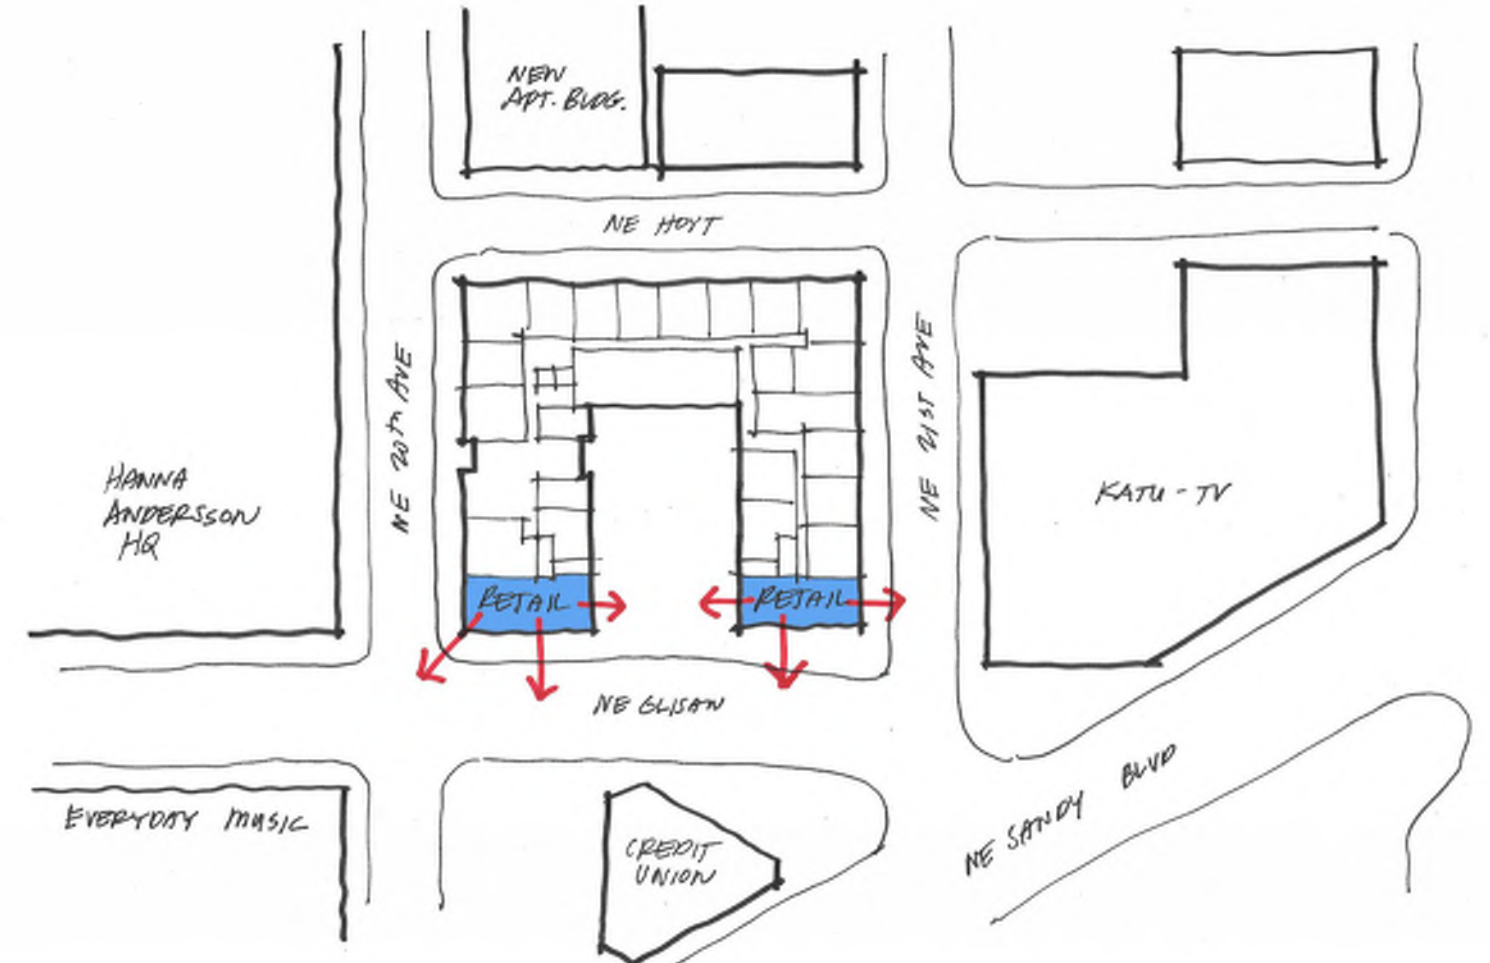 NEW
APT. BLDG.
NE HOYT
NE 20th AVE
NE 21ST AVE
HANNA
ANDERSSON
HQ
KATU-TV
RETAIL
RETAIL
NE GLISAN
NE SANDY BLVD
EVERYDAY MUSIC
CREDIT
UNION